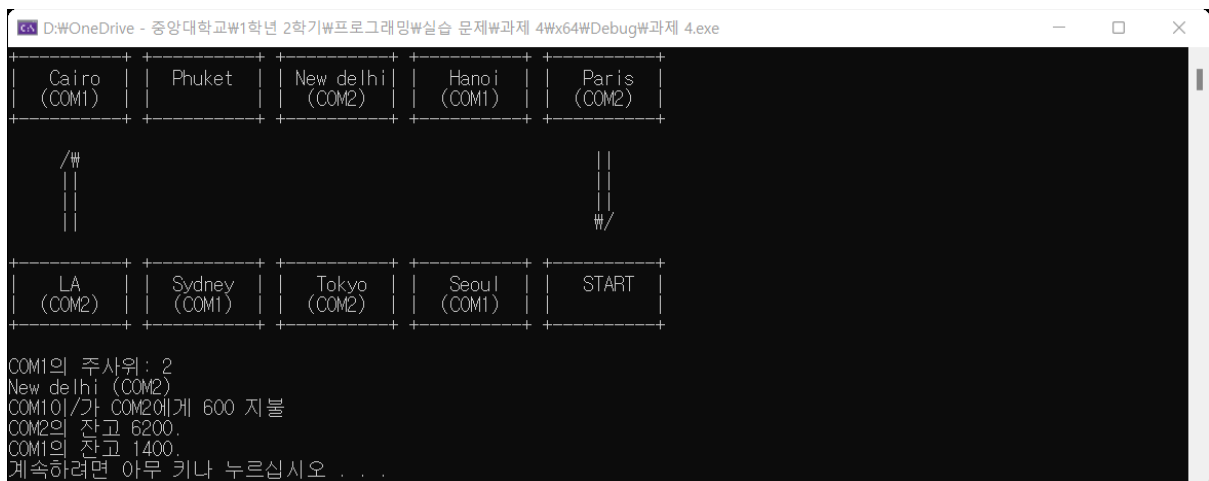 D:₩OneDrive - 중앙대학교₩1학년 2학기₩프로그래밍₩실습 문제₩과제 4₩x64₩Debug₩과제 4.exe
+----------+ +----------+ +----------+ +----------+ +----------+
|   Cairo  | |  Phuket  | | New delhi| |   Hanoi  | |   Paris  |
|  (COM1)  | |          | |  (COM2)  | |  (COM1)  | |  (COM2)  |
+----------+ +----------+ +----------+ +----------+ +----------+
/₩ ||
|| ||
|| ||
|| ₩/
+----------+ +----------+ +----------+ +----------+ +----------+
|    LA    | |  Sydney  | |   Tokyo  | |   Seoul  | |   START  |
|  (COM2)  | |  (COM1)  | |  (COM2)  | |  (COM1)  | |          |
+----------+ +----------+ +----------+ +----------+ +----------+
COM1의 주사위: 2
New delhi (COM2)
COM1이/가 COM2에게 600 지불
COM2의 잔고 6200.
COM1의 잔고 1400.
계속하려면 아무 키나 누르십시오 . . .